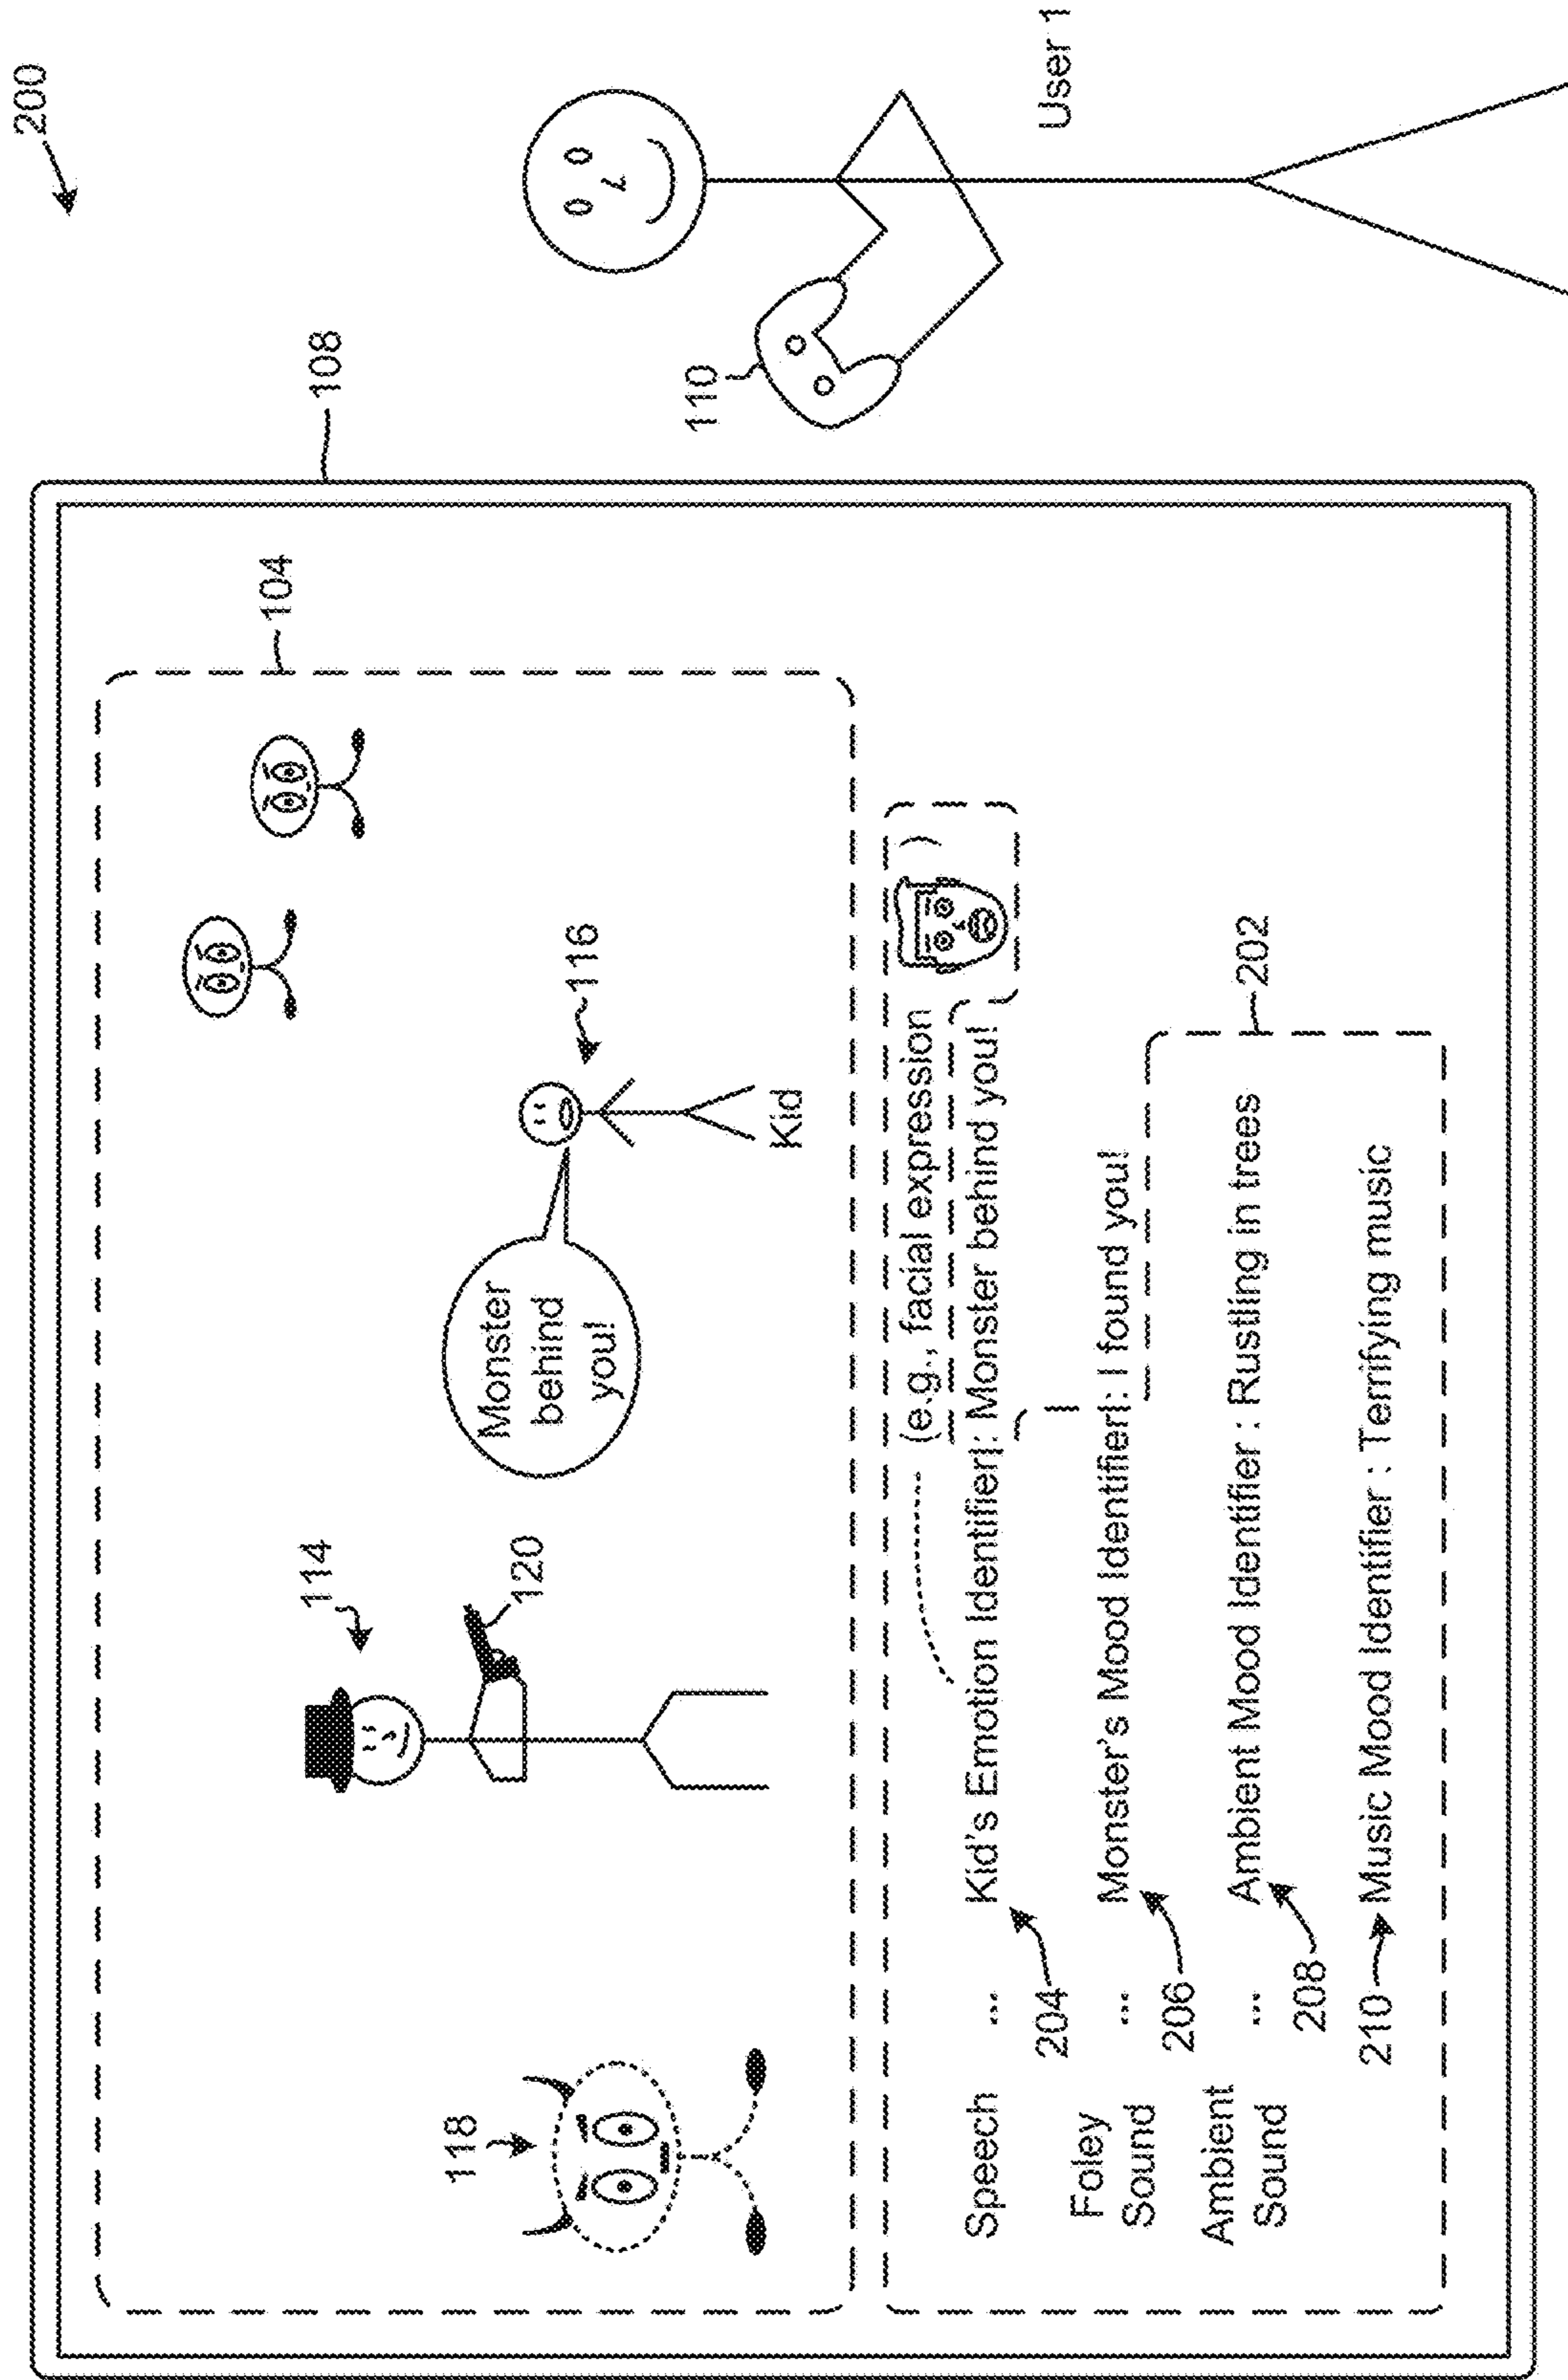 200
108
104
114
120
Monster
behind
you!
116
Kid
118
110
User 1
(e.g., facial expression )
Speech ... Kid's Emotion Identifier|: Monster behind you!
204
Foley
Sound ... Monster's Mood Identifier|: I found you!
206
202
Ambient
Sound ... Ambient Mood Identifier : Rustling in trees
208
210 Music Mood Identifier : Terrifying music